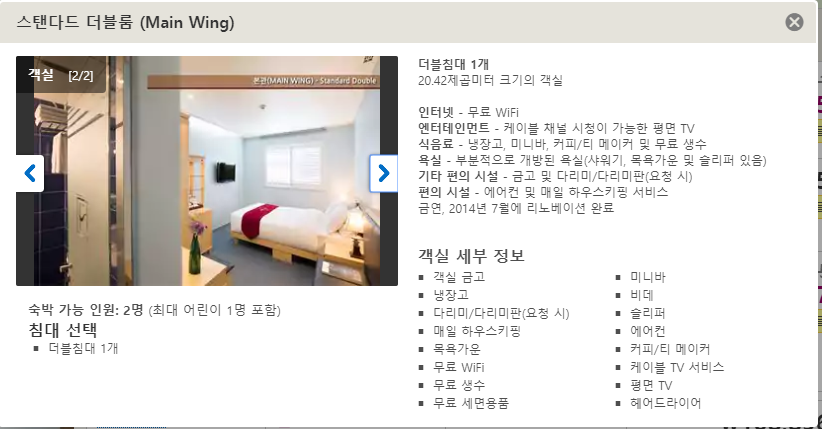 스탠다드 더블룸 (Main Wing)
객실 [2/2]
본관(MAIN WING) - Standard Double
숙박 가능 인원: 2명 (최대 어린이 1명 포함)
침대 선택
더블침대 1개
더블침대 1개
20.42제곱미터 크기의 객실
인터넷 - 무료 WiFi
엔터테인먼트 - 케이블 채널 시청이 가능한 평면 TV
식음료 - 냉장고, 미니바, 커피/티 메이커 및 무료 생수
욕실 - 부분적으로 개방된 욕실(샤워기, 목욕가운 및 슬리퍼 있음)
기타 편의 시설 - 금고 및 다리미/다리미판(요청 시)
편의 시설 - 에어컨 및 매일 하우스키핑 서비스
금연, 2014년 7월에 리노베이션 완료
객실 세부 정보
객실 금고
냉장고
다리미/다리미판(요청 시)
매일 하우스키핑
목욕가운
무료 WiFi
무료 생수
무료 세면용품
미니바
비데
슬리퍼
에어컨
커피/티 메이커
케이블 TV 서비스
평면 TV
헤어드라이어